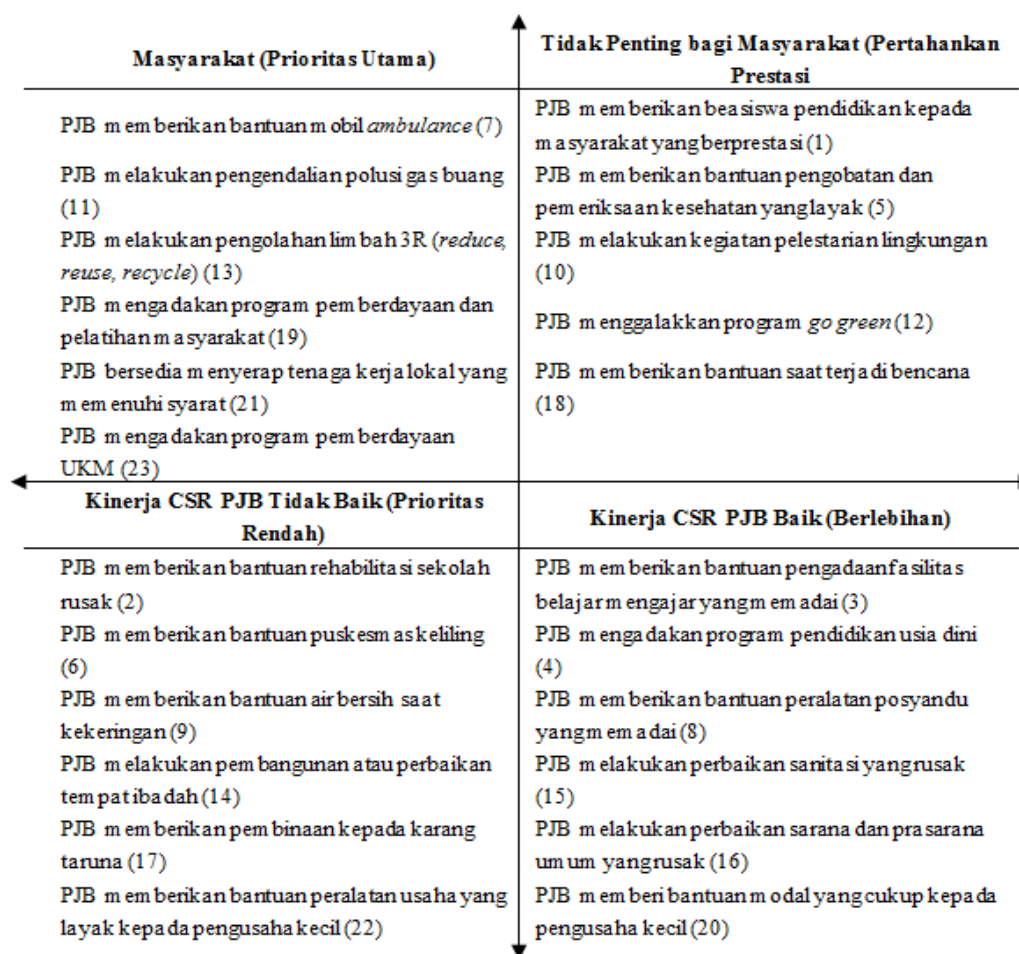 Masyarakat (Prioritas Utama)
Tidak Penting bagi Masyarakat (Pertahankan
Prestasi
PJB memberikan bantuan mobil ambulance (7)
PJB melakukan pengendalian polusi gas buang
(11)
PJB melakukan pengolahan limbah 3R (reduce,
reuse, recycle) (13)
PJB mengadakan program pemberdayaan dan
pelatihan masyarakat (19)
PJB bersedia menyerap tenaga kerja lokal yang
memenuhi syarat (21)
PJB mengadakan program pemberdayaan
UKM (23)
PJB memberikan beasiswa pendidikan kepada
masyarakat yang berprestasi (1)
PJB memberikan bantuan pengobatan dan
pemeriksaan kesehatan yang layak (5)
PJB melakukan kegiatan pelestarian lingkungan
(10)
PJB menggalakkan program go green (12)
PJB memberikan bantuan saat terjadi bencana
(18)
Kinerja CSR PJB Tidak Baik (Prioritas
Rendah)
Kinerja CSR PJB Baik (Berlebihan)
PJB memberikan bantuan rehabilitasi sekolah
rusak (2)
PJB memberikan bantuan puskesmas keliling
(6)
PJB memberikan bantuan air bersih saat
kekeringan (9)
PJB melakukan pembangunan atau perbaikan
tempat ibadah (14)
PJB memberikan pembinaan kepada karang
taruna (17)
PJB memberikan bantuan peralatan usaha yang
layak kepada pengusaha kecil (22)
PJB memberikan bantuan pengadaan fasilitas
belajar mengajar yang memadai (3)
PJB mengadakan program pendidikan usia dini
(4)
PJB memberikan bantuan peralatan posyandu
yang memadai (8)
PJB melakukan perbaikan sanitasi yang rusak
(15)
PJB melakukan perbaikan sarana dan prasarana
umum yang rusak (16)
PJB memberi bantuan modal yang cukup kepada
pengusaha kecil (20)